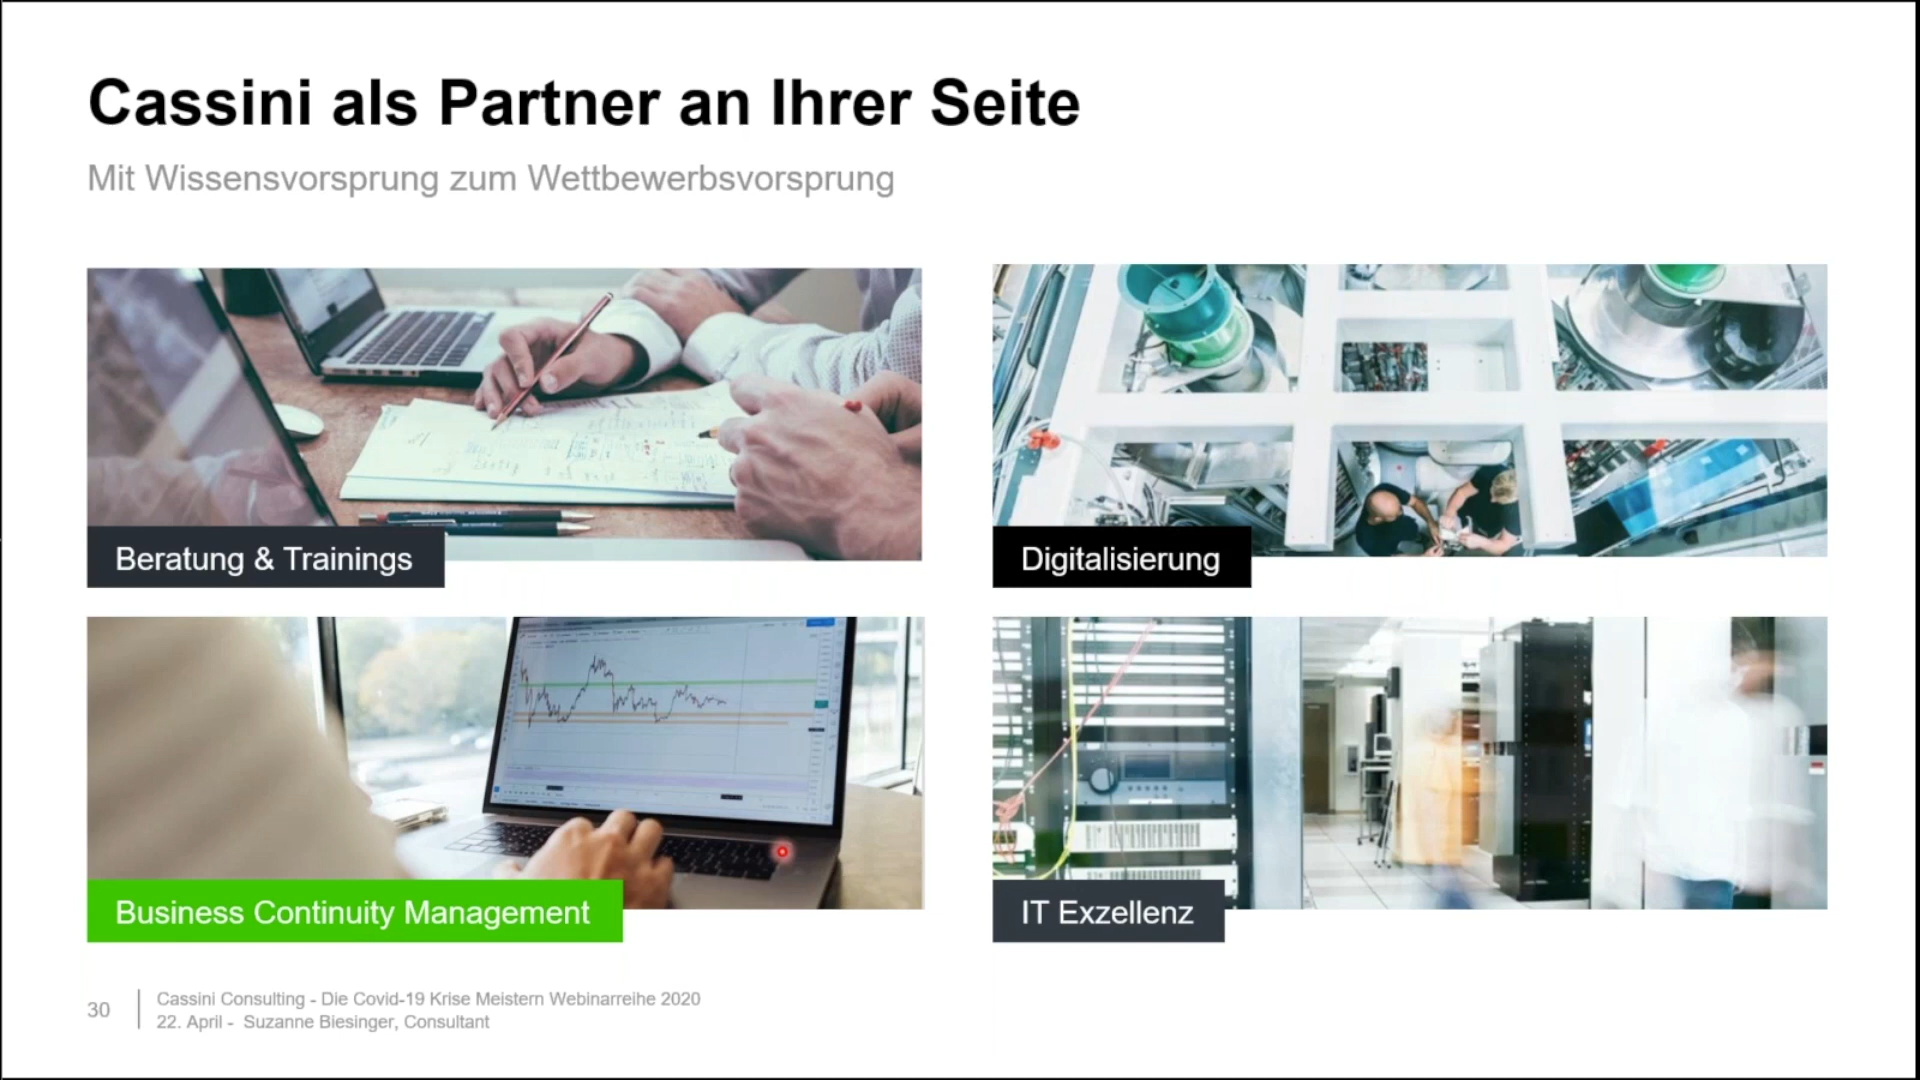 Cassini als Partner an Ihrer Seite
Mit Wissensvorsprung zum Wettbewerbsvorsprung
Beratung & Trainings
Digitalisierung
Business Continuity Management
IT Exzellenz
30
Cassini Consulting - Die Covid-19 Krise Meistern Webinarreihe 2020
22. April - Suzanne Biesinger, Consultant